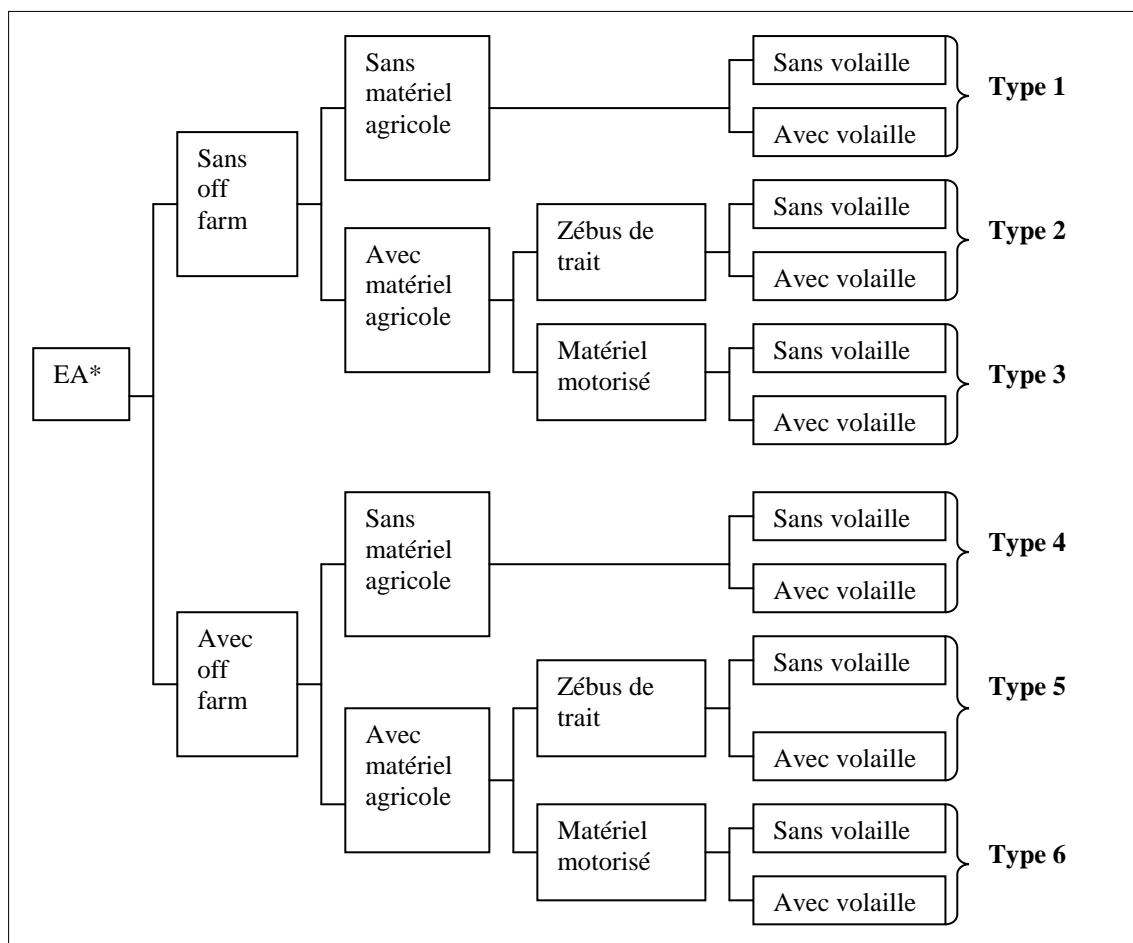 EA*
Sans
off
farm
Avec
off
farm
Sans
matériel
agricole
Avec
matériel
agricole
Sans
matériel
agricole
Avec
matériel
agricole
Zébus de
trait
Matériel
motorisé
Zébus de
trait
Matériel
motorisé
Sans volaille
Avec volaille
Type 1
Sans volaille
Avec volaille
Type 2
Sans volaille
Avec volaille
Type 3
Sans volaille
Avec volaille
Type 4
Sans volaille
Avec volaille
Type 5
Sans volaille
Avec volaille
Type 6